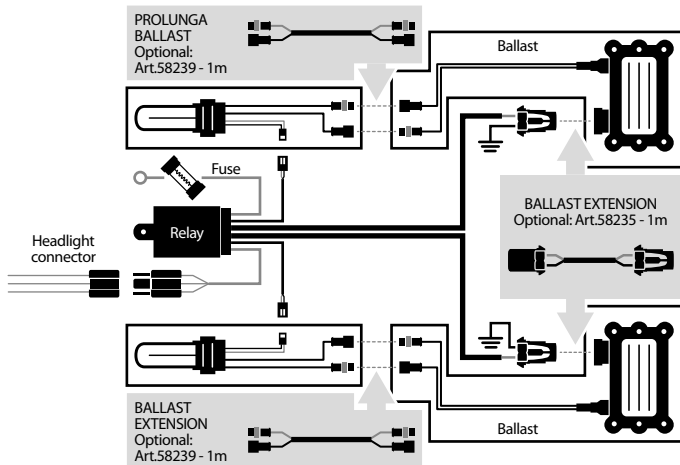 PROLUNGA
BALLAST
Optional:
Art.58239 - 1m
Ballast
Fuse
Relay
Headlight
connector
BALLAST EXTENSION
Optional: Art.58235 - 1m
BALLAST
EXTENSION
Optional:
Art.58239 - 1m
Ballast